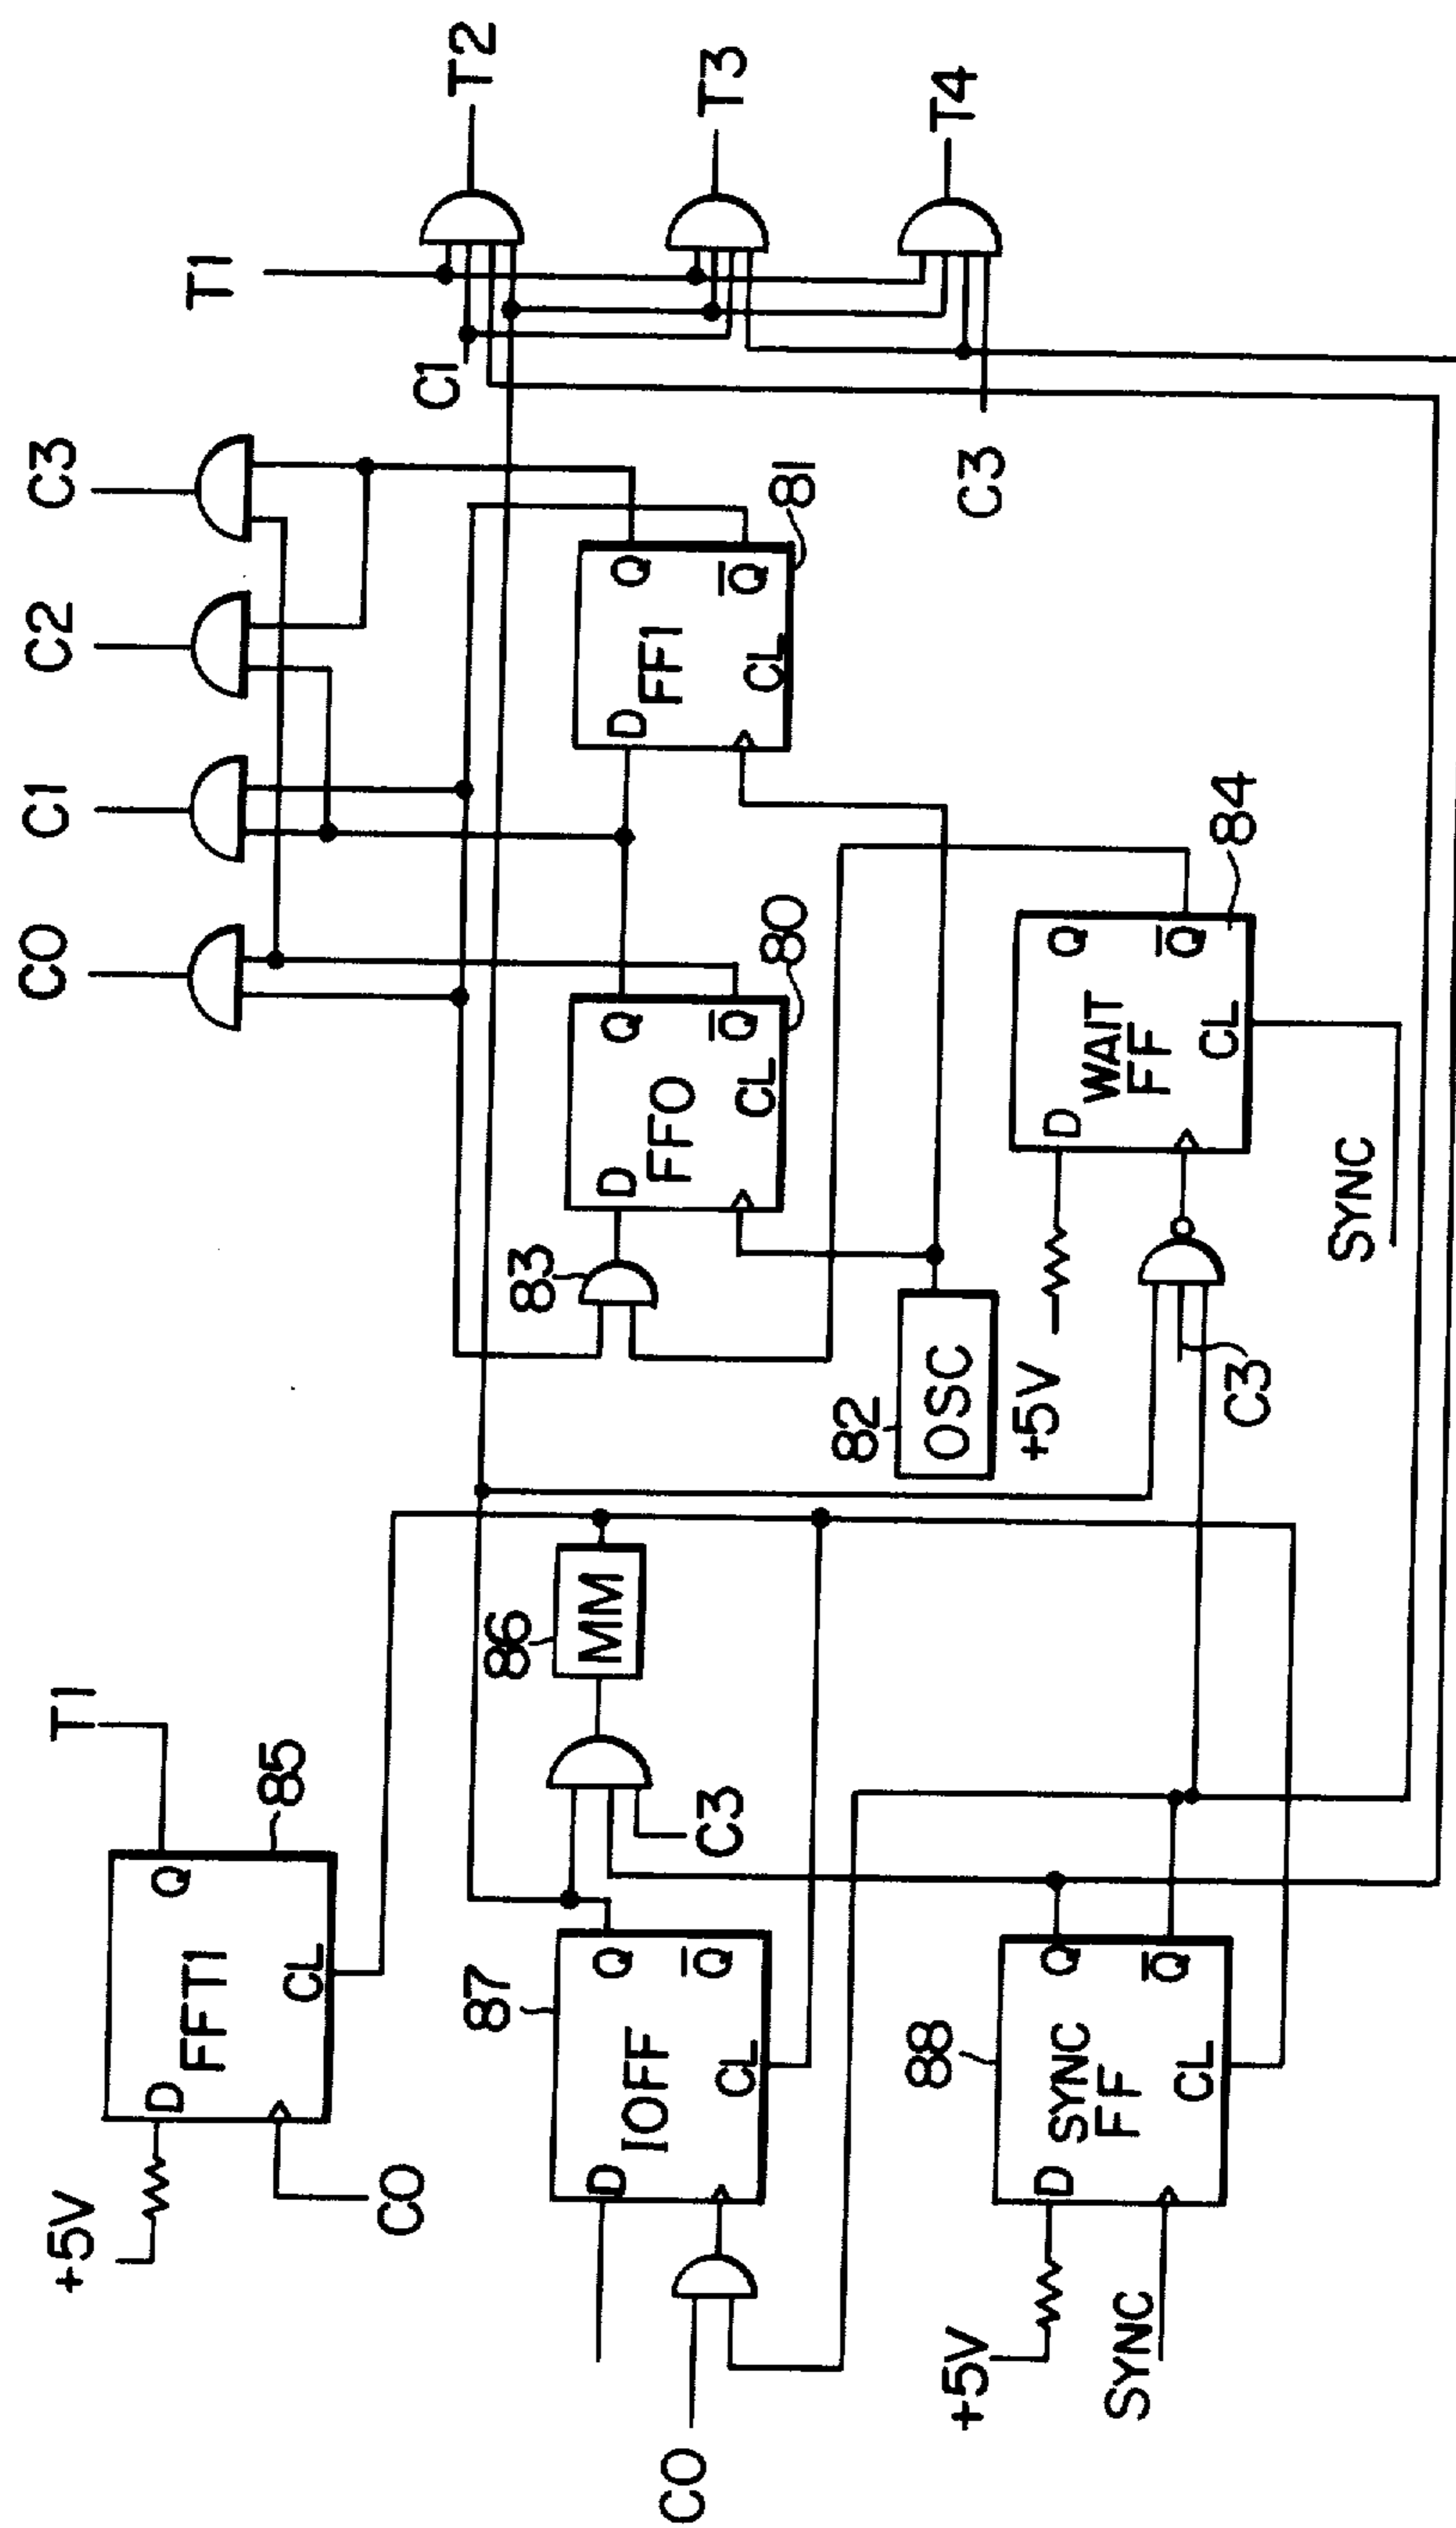 +5V
T1
C0
C1
C2
C3
D
Q
FFT1
85
CL
C0
T1
C1
T2
87
86
83
D
Q
MM
D
Q
D
Q
IOFF
FF0
FF1
C0
Q̅
C3
T3
CL
CL
Q̅
80
CL
Q̅
81
82
88
OSC
T4
+5V
C3
+5V
D
Q
D
Q
SYNC
FF
WAIT
FF
SYNC
Q̅
CL
Q̅
CL
84
C3
SYNC